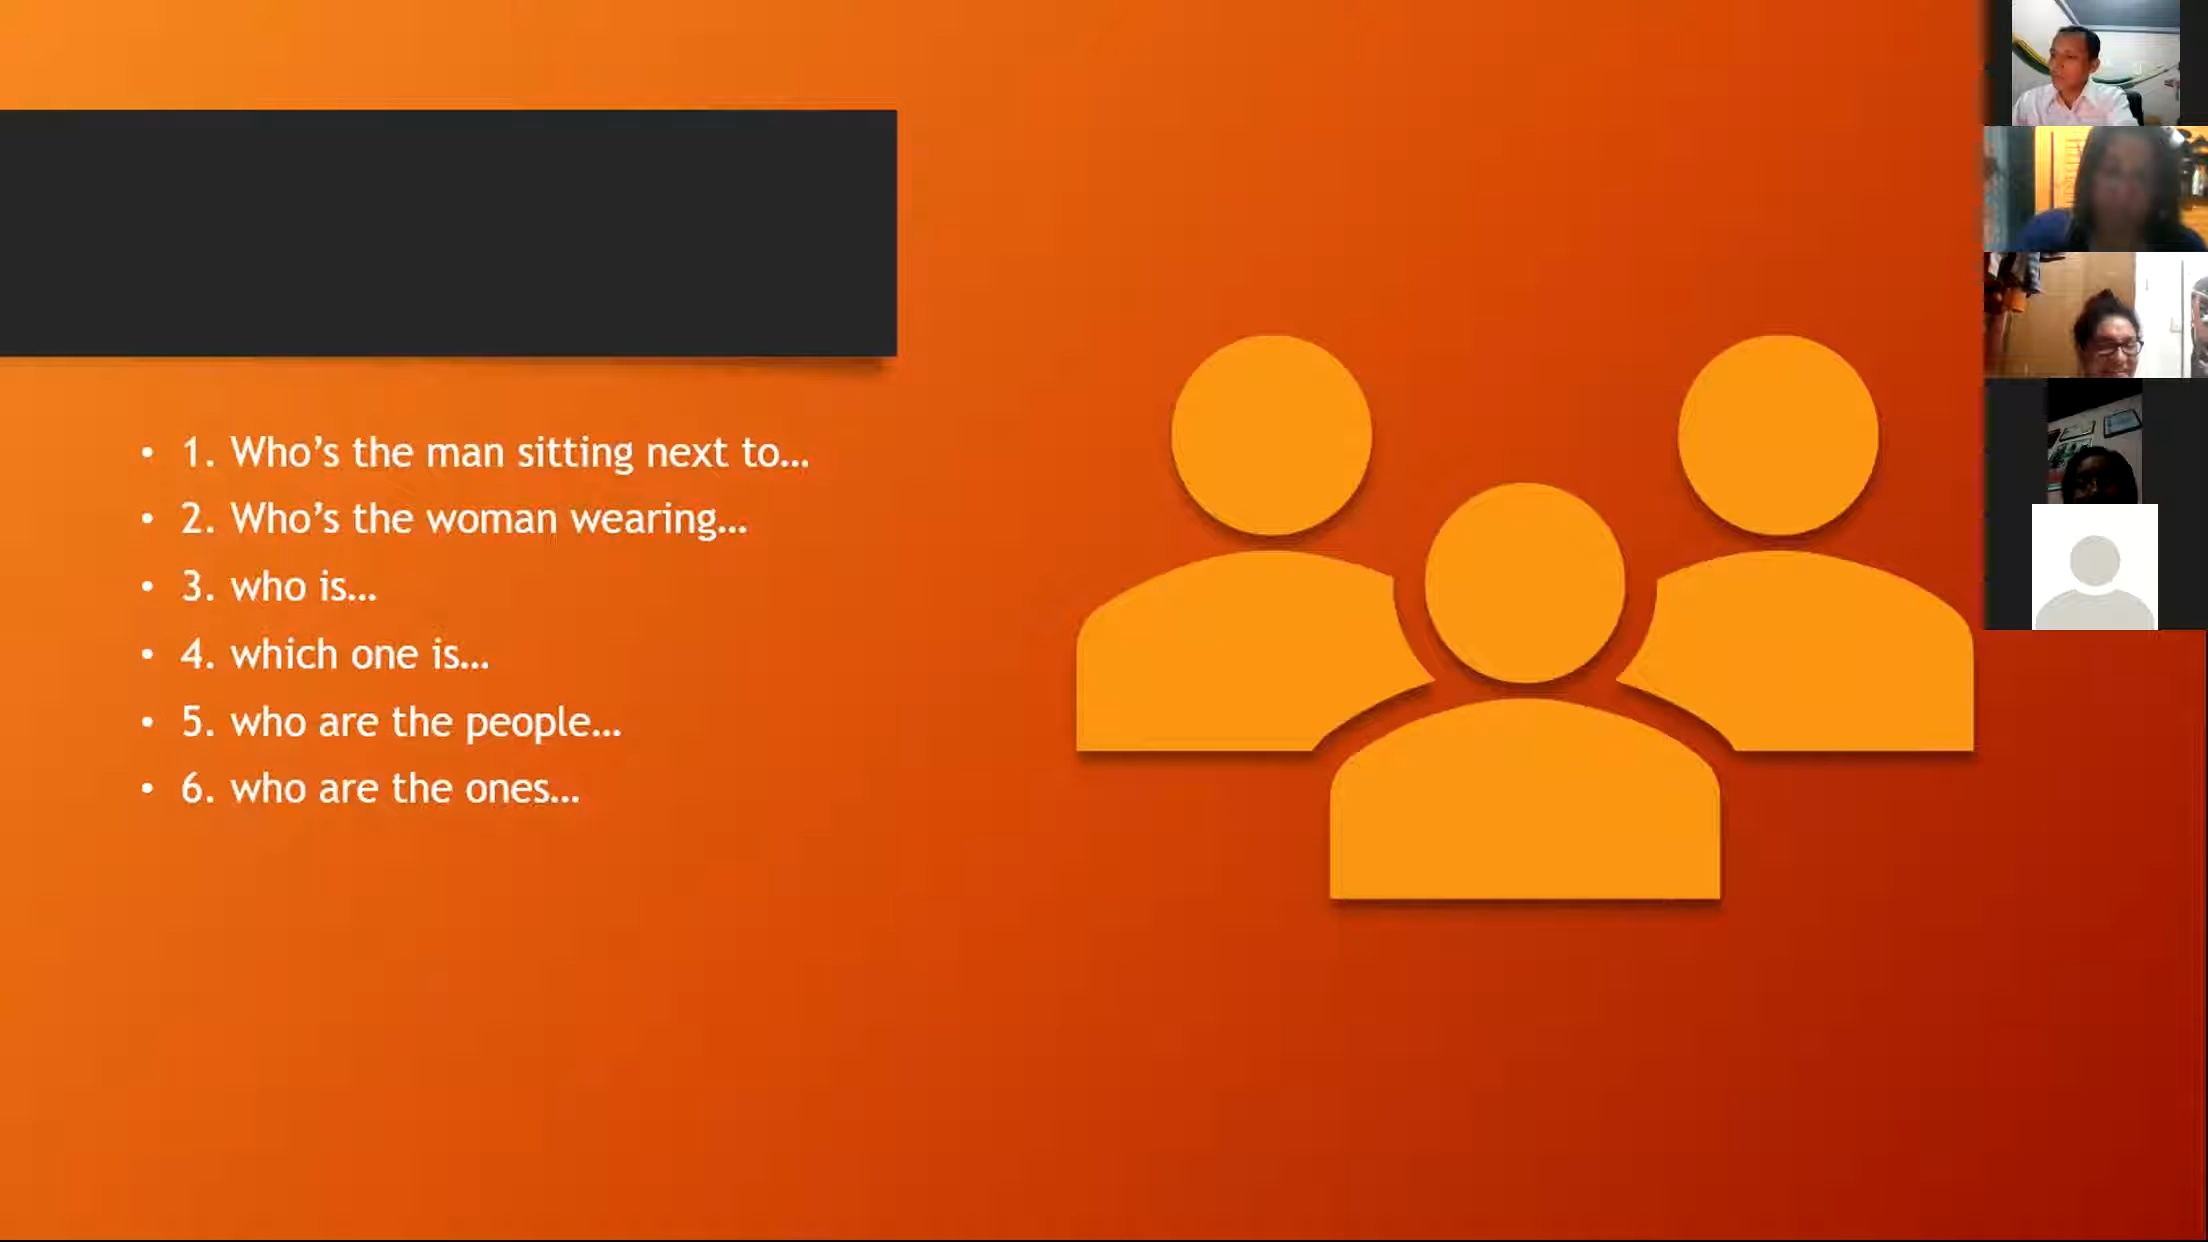 • 1. Who’s the man sitting next to…
• 2. Who’s the woman wearing…
• 3. who is…
• 4. which one is…
• 5. who are the people…
• 6. who are the ones…